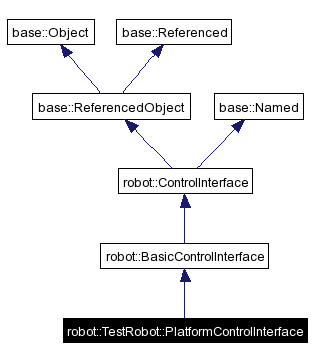 base::Object
base::Referenced
base::ReferencedObject
base::Named
robot::ControlInterface
robot::BasicControlInterface
robot::TestRobot::PlatformControlInterface